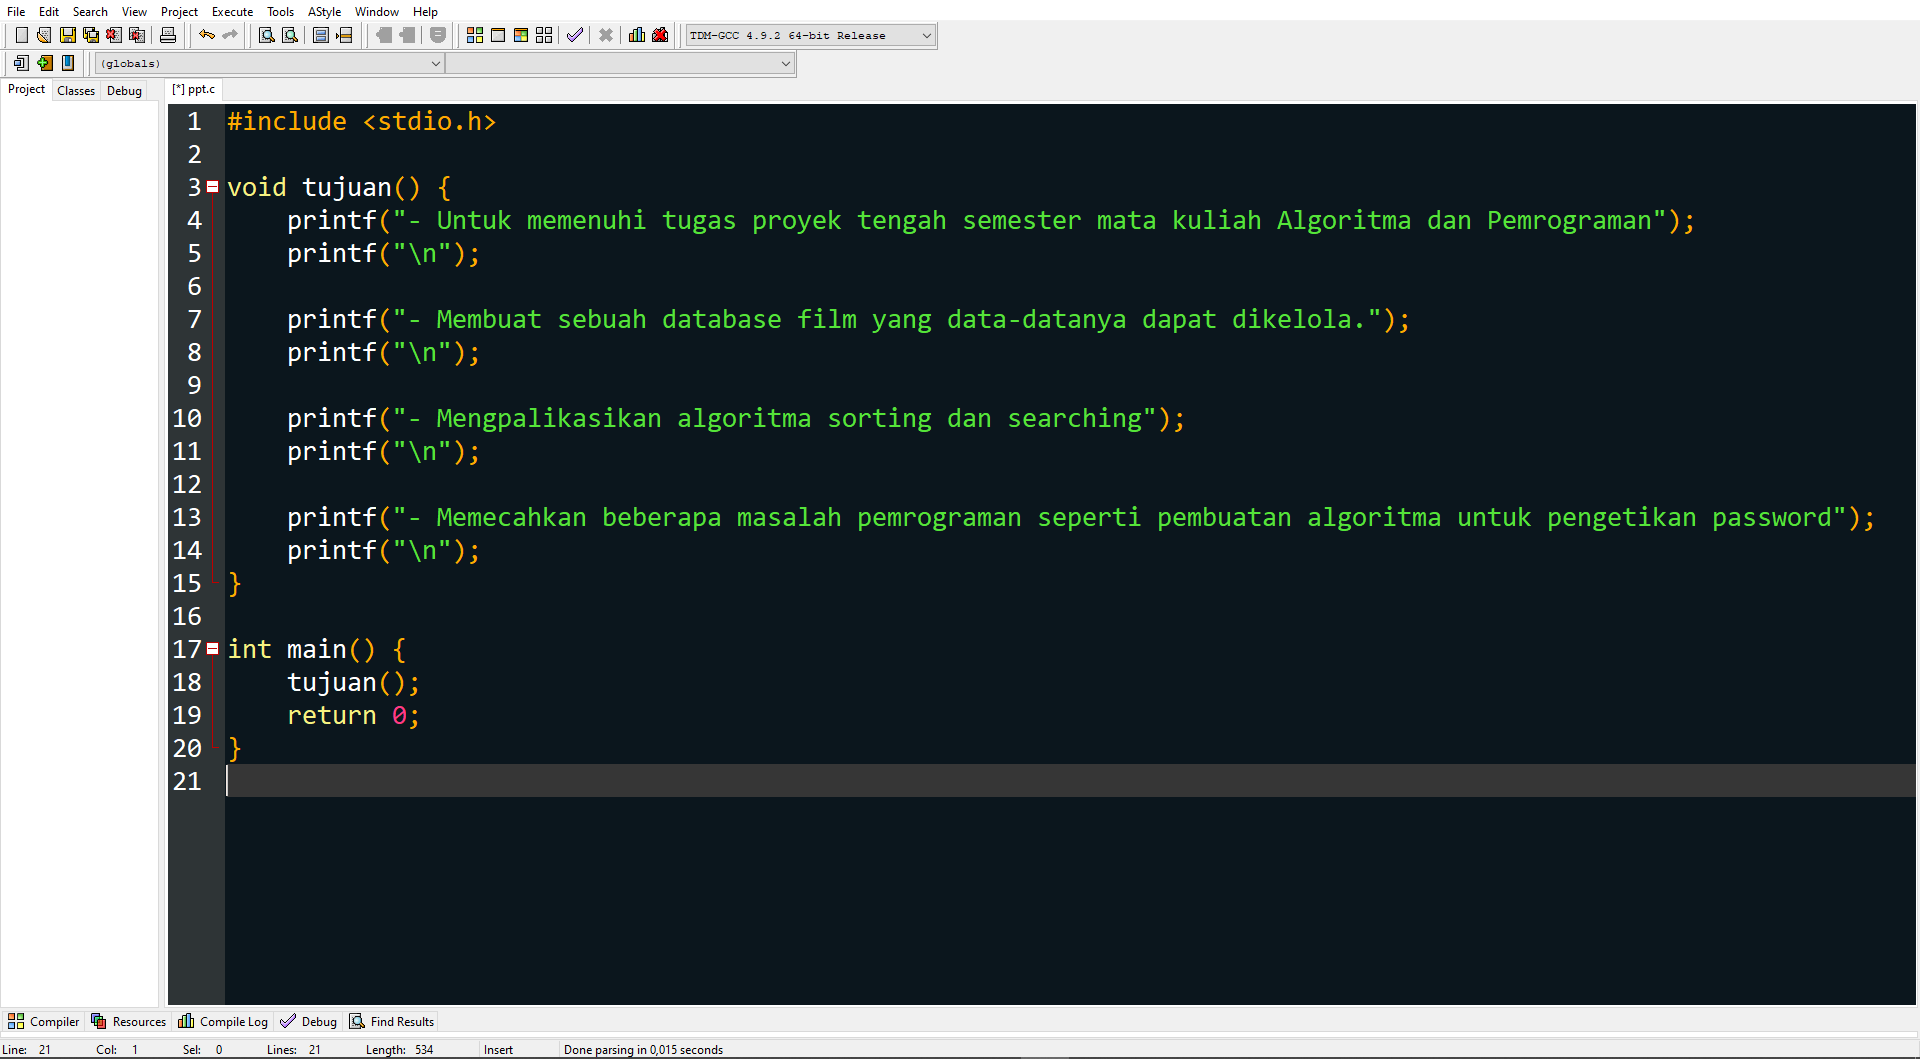 File Edit Search View Project Execute Tools AStyle Window Help
TDM-GCC 4.9.2 64-bit Release
(globals)
Project Classes Debug [*] ppt.c
1 #include <stdio.h>
2
3 void tujuan() {
4 printf("- Untuk memenuhi tugas proyek tengah semester mata kuliah Algoritma dan Pemrograman");
5 printf("\n");
6
7 printf("- Membuat sebuah database film yang data-datanya dapat dikelola.");
8 printf("\n");
9
10 printf("- Mengpalikasikan algoritma sorting dan searching");
11 printf("\n");
12
13 printf("- Memecahkan beberapa masalah pemrograman seperti pembuatan algoritma untuk pengetikan password");
14 printf("\n");
15 }
16
17 int main() {
18 tujuan();
19 return 0;
20 }
21
Compiler Resources Compile Log Debug Find Results
Line: 21 Col: 1 Sel: 0 Lines: 21 Length: 534 Insert Done parsing in 0,015 seconds